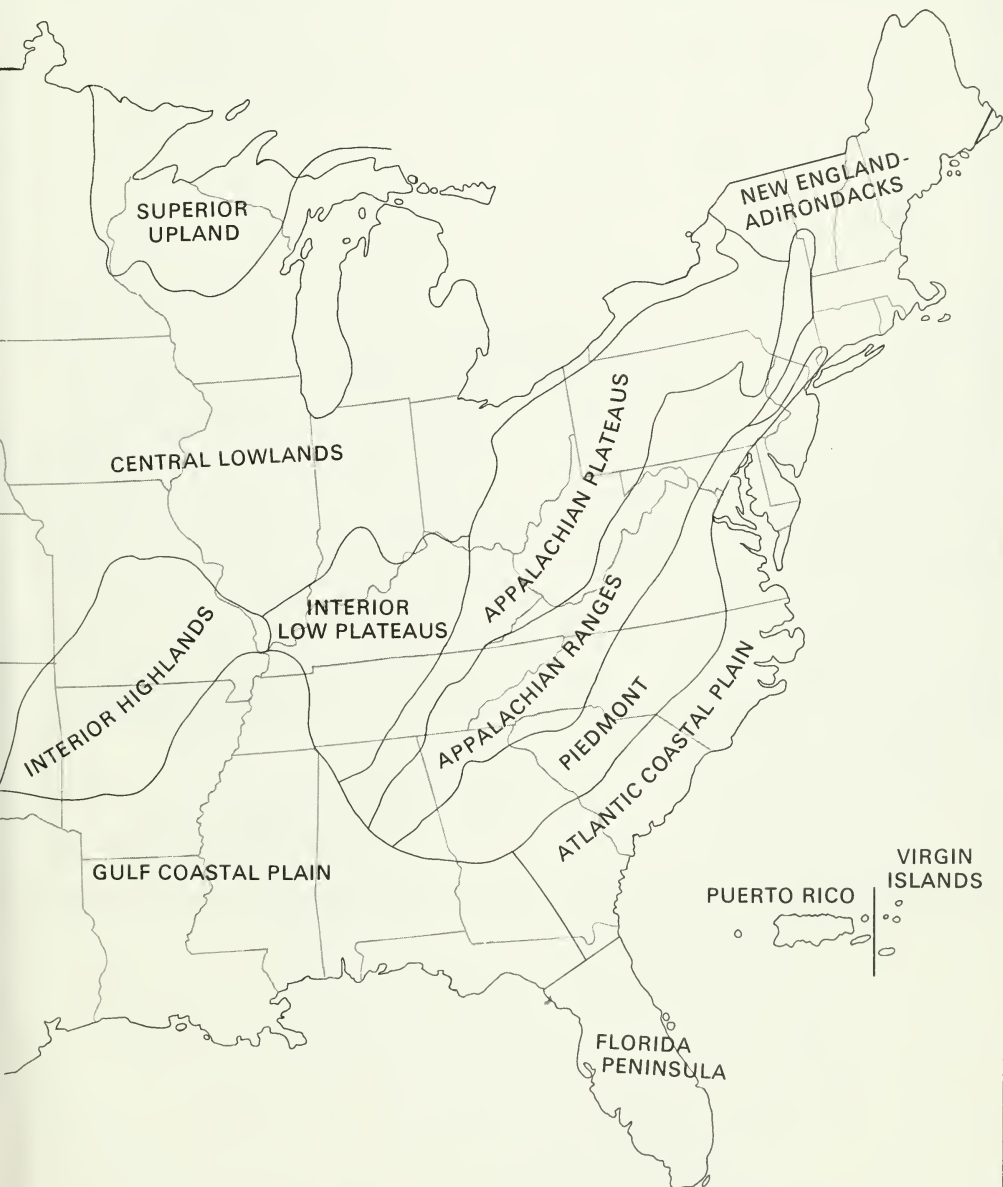 NEW ENGLAND-
ADIRONDACKS
SUPERIOR
UPLAND
CENTRAL LOWLANDS
APPALACHIAN PLATEAUS
INTERIOR
LOW PLATEAUS
APPALACHIAN RANGES
INTERIOR HIGHLANDS
PIEDMONT
ATLANTIC COASTAL PLAIN
GULF COASTAL PLAIN
VIRGIN
ISLANDS
PUERTO RICO
FLORIDA
PENINSULA